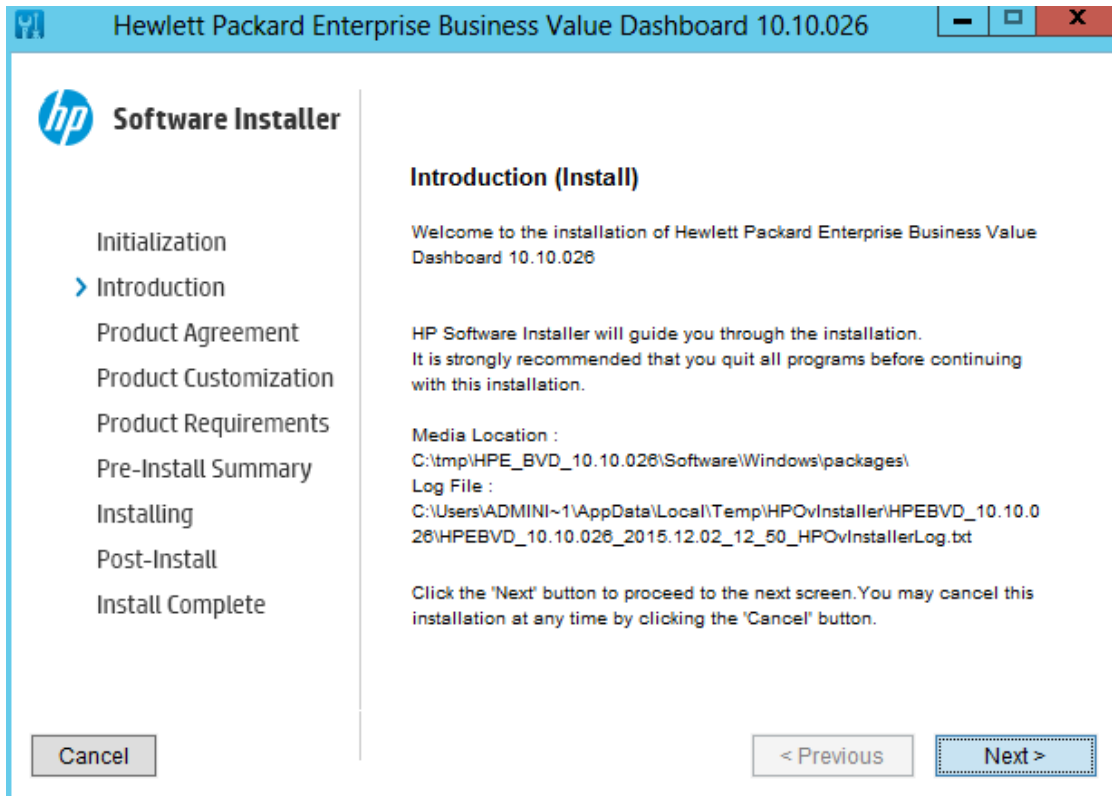 Hewlett Packard Enterprise Business Value Dashboard 10.10.026
hp
Software Installer
Initialization
Introduction
Product Agreement
Product Customization
Product Requirements
Pre-Install Summary
Installing
Post-Install
Install Complete
Introduction (Install)
Welcome to the installation of Hewlett Packard Enterprise Business Value
Dashboard 10.10.026
HP Software Installer will guide you through the installation.
It is strongly recommended that you quit all programs before continuing
with this installation.
Media Location :
C:\tmp\HPE_BVD_10.10.026\Software\Windows\packages\
Log File :
C:\Users\ADMINI~1\AppData\Local\Temp\HPOvInstaller\HPEBVD_10.10.0
26\HPEBVD_10.10.026_2015.12.02_12_50_HPOvInstallerLog.txt
Click the 'Next' button to proceed to the next screen.You may cancel this
installation at any time by clicking the 'Cancel' button.
Cancel
< Previous
Next >